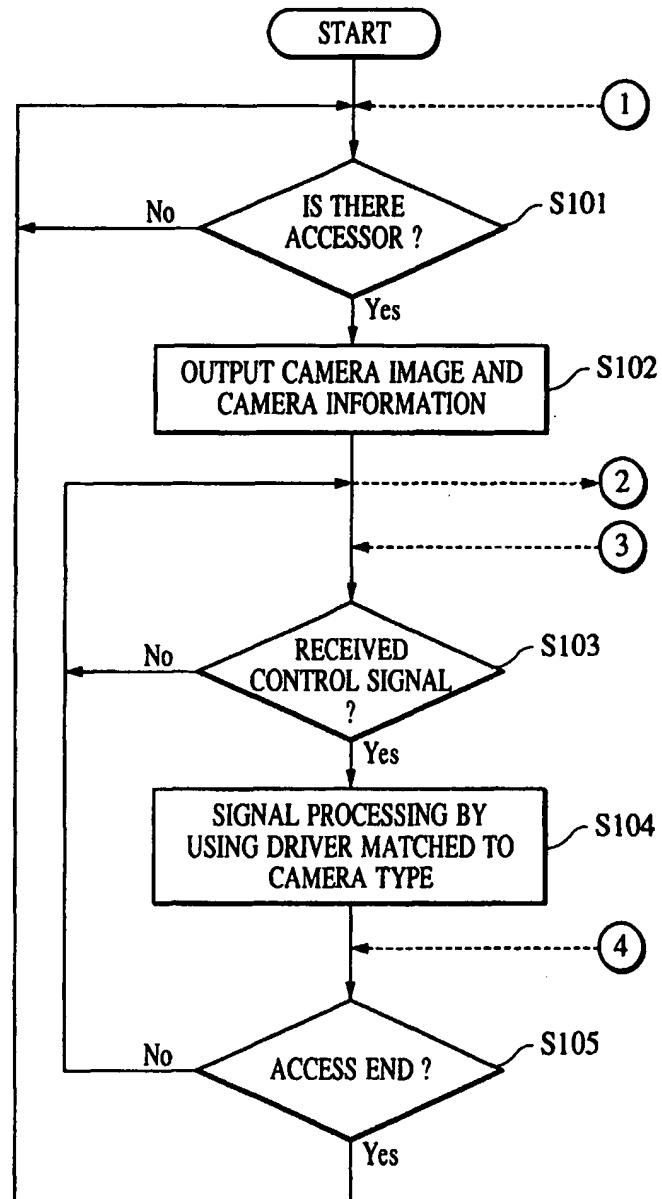 START
1
IS THERE
ACCESSOR ?
S101
No
Yes
OUTPUT CAMERA IMAGE AND
CAMERA INFORMATION
S102
2
3
RECEIVED
CONTROL SIGNAL
?
S103
No
Yes
SIGNAL PROCESSING BY
USING DRIVER MATCHED TO
CAMERA TYPE
S104
4
ACCESS END ?
S105
No
Yes